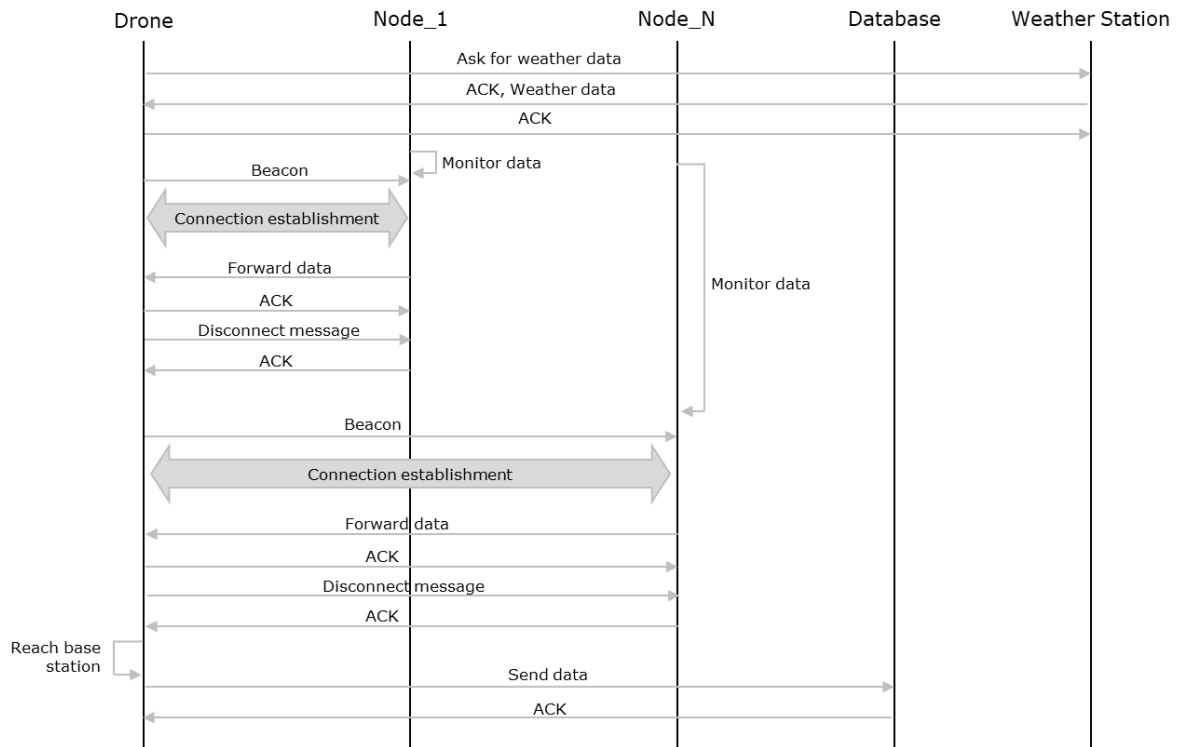 Drone
Node_1
Node_N
Database
Weather Station
Ask for weather data
ACK, Weather data
ACK
Monitor data
Beacon
Connection establishment
Forward data
Monitor data
ACK
Disconnect message
ACK
Beacon
Connection establishment
Forward data
ACK
Disconnect message
ACK
Reach base
station
Send data
ACK